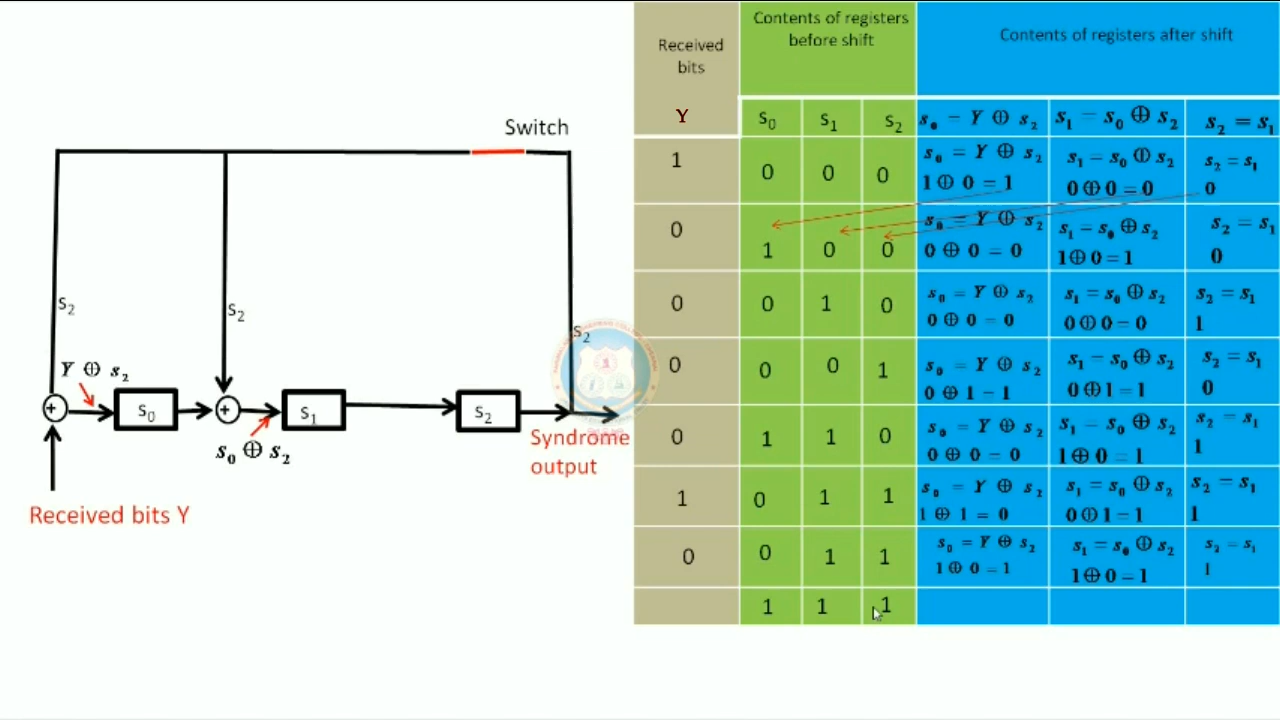 Switch
s₂
s₂
s₂
Y ⊕ s₂
+
s₀
+
s₁
s₂
s₀ ⊕ s₂
Syndrome
output
Received bits Y
Received
bits
Y
Contents of registers
before shift
Contents of registers after shift
s₀ s₁ s₂ s₀ = Y ⊕ s₂ s₁ = s₀ ⊕ s₂ s₂ = s₁
1 0 0 0 s₀ = Y ⊕ s₂ s₁ = s₀ ⊕ s₂ s₂ = s₁
1 ⊕ 0 = 1 0 ⊕ 0 = 0 0
0 1 0 0 s₀ = Y ⊕ s₂ s₁ = s₀ ⊕ s₂ s₂ = s₁
0 ⊕ 0 = 0 1 ⊕ 0 = 1 0
0 0 1 0 s₀ = Y ⊕ s₂ s₁ = s₀ ⊕ s₂ s₂ = s₁
0 ⊕ 0 = 0 0 ⊕ 0 = 0 1
0 0 0 1 s₀ = Y ⊕ s₂ s₁ = s₀ ⊕ s₂ s₂ = s₁
0 ⊕ 1 = 1 0 ⊕ 1 = 1 0
0 1 1 0 s₀ = Y ⊕ s₂ s₁ = s₀ ⊕ s₂ s₂ = s₁
0 ⊕ 0 = 0 1 ⊕ 0 = 1 1
1 0 1 1 s₀ = Y ⊕ s₂ s₁ = s₀ ⊕ s₂ s₂ = s₁
1 ⊕ 1 = 0 0 ⊕ 1 = 1 1
0 0 1 1 s₀ = Y ⊕ s₂ s₁ = s₀ ⊕ s₂ s₂ = s₁
1 ⊕ 0 = 1 1 ⊕ 0 = 1 1
1 1 1